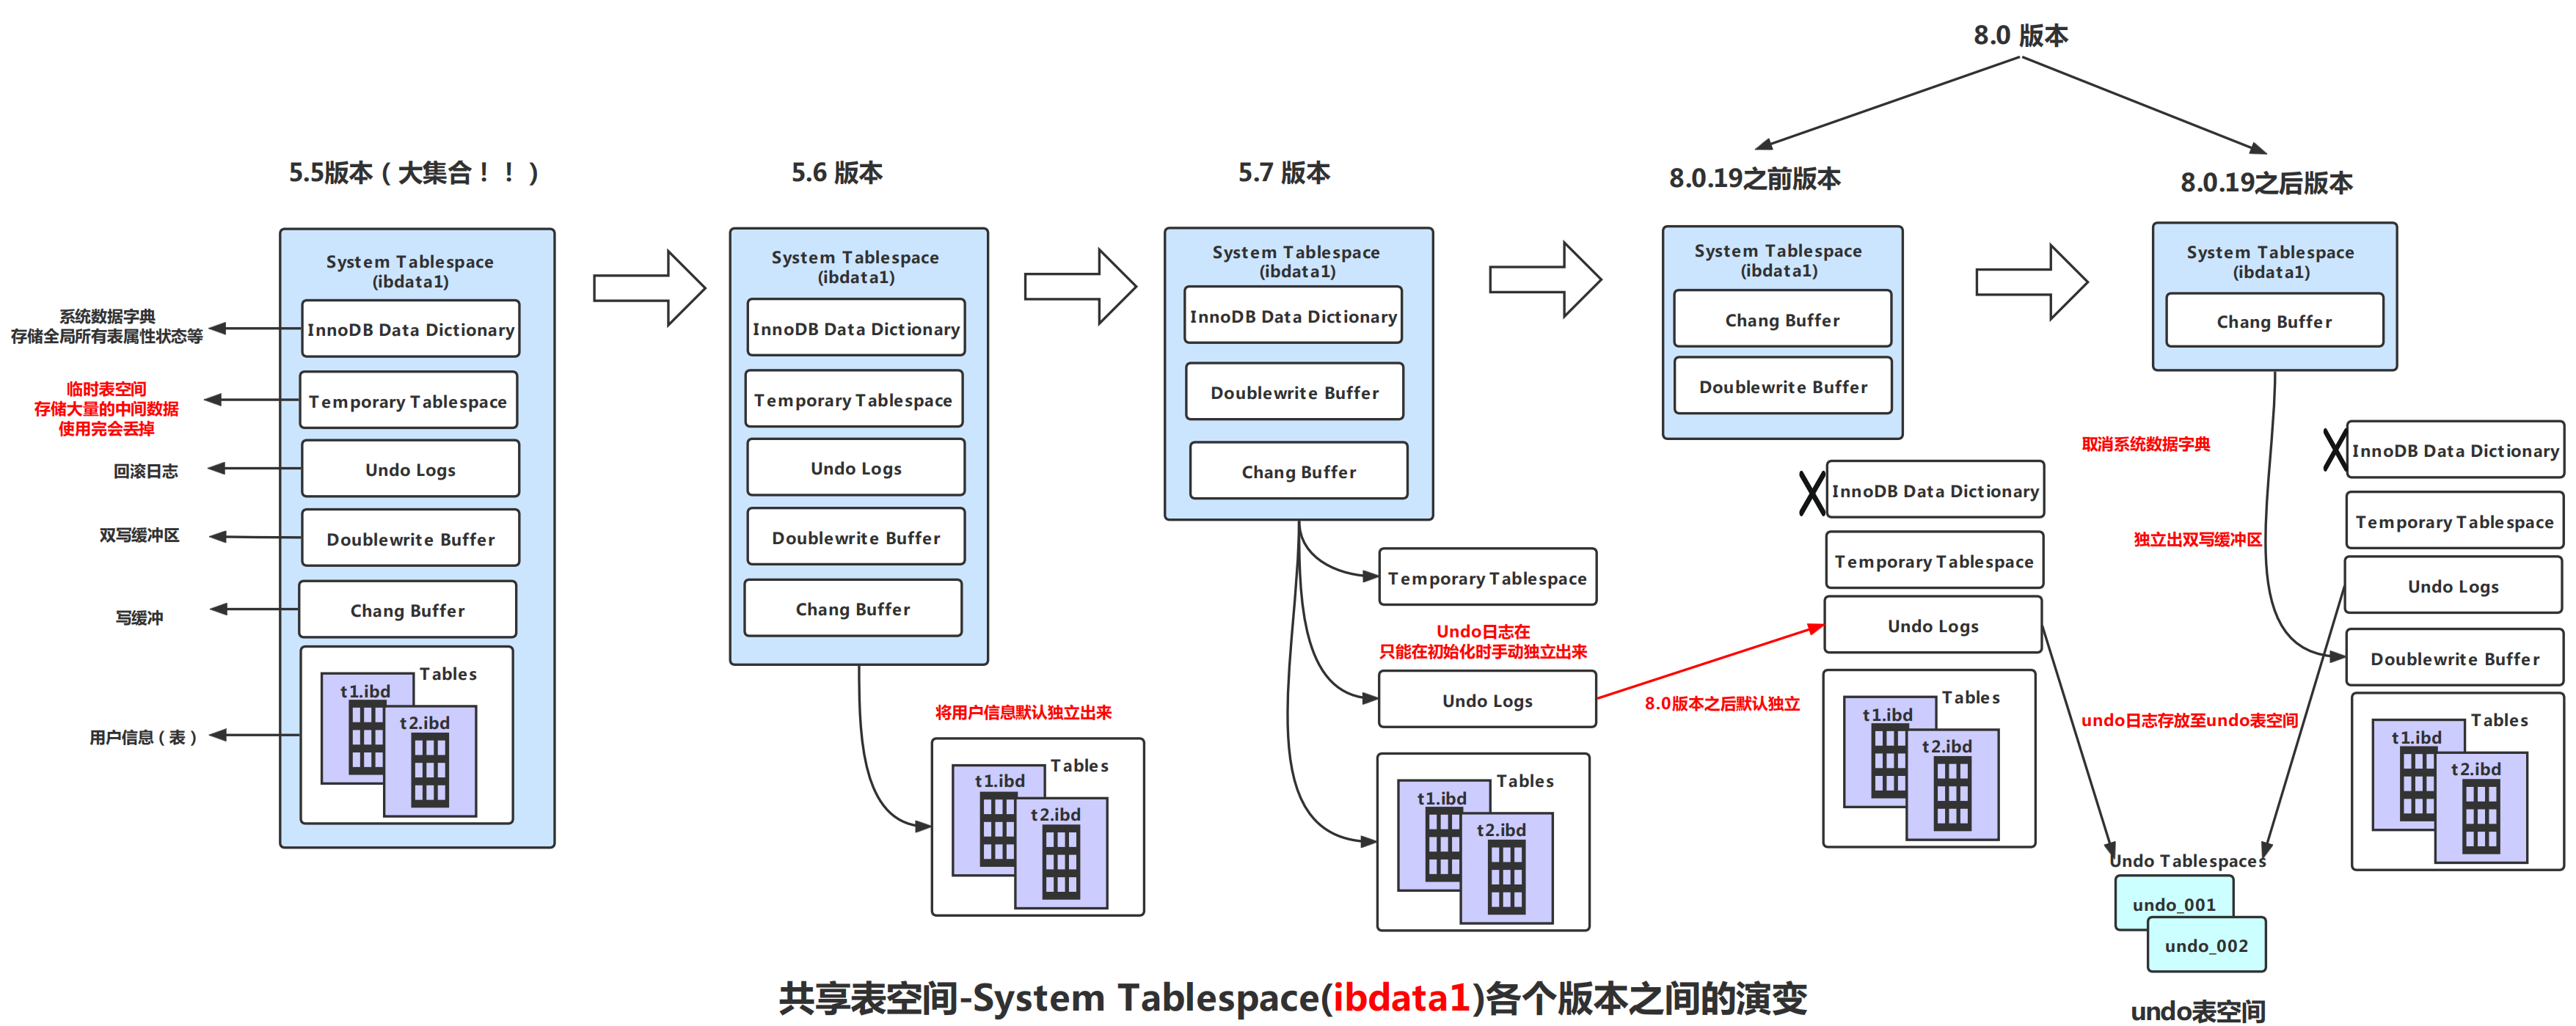 8.0 版本
5.5版本（大集合！！）
5.6 版本
5.7 版本
8.0.19之前版本
8.0.19之后版本
System Tablespace
(ibdata1)
InnoDB Data Dictionary
Temporary Tablespace
Undo Logs
Doublewrite Buffer
Chang Buffer
Tables
t1.ibd
t2.ibd
系统数据字典
存储全局所有表属性状态等
临时表空间
存储大量的中间数据
使用完会丢掉
回滚日志
双写缓冲区
写缓冲
用户信息（表）
System Tablespace
(ibdata1)
InnoDB Data Dictionary
Temporary Tablespace
Undo Logs
Doublewrite Buffer
Chang Buffer
将用户信息默认独立出来
Tables
t1.ibd
t2.ibd
System Tablespace
(ibdata1)
InnoDB Data Dictionary
Doublewrite Buffer
Chang Buffer
Temporary Tablespace
Undo日志在
只能在初始化时手动独立出来
Undo Logs
Tables
t1.ibd
t2.ibd
8.0版本之后默认独立
System Tablespace
(ibdata1)
Chang Buffer
Doublewrite Buffer
InnoDB Data Dictionary
Temporary Tablespace
Undo Logs
Tables
t1.ibd
t2.ibd
System Tablespace
(ibdata1)
Chang Buffer
取消系统数据字典
独立出双写缓冲区
undo日志存放至undo表空间
InnoDB Data Dictionary
Temporary Tablespace
Undo Logs
Doublewrite Buffer
Tables
t1.ibd
t2.ibd
Undo Tablespaces
undo_001
undo_002
undo表空间
共享表空间-System Tablespace(ibdata1)各个版本之间的演变